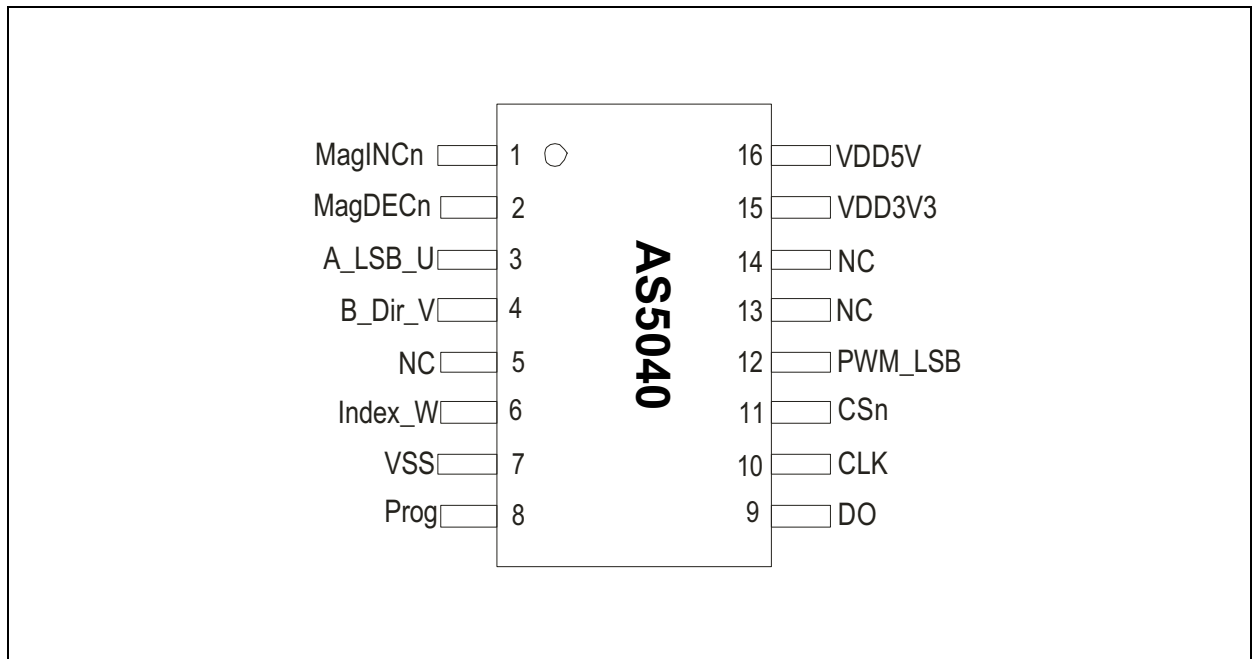 MagINCn 1 16 VDD5V
MagDECn 2 15 VDD3V3
A_LSB_U 3 14 NC
B_Dir_V 4 13 NC
NC 5 12 PWM_LSB
Index_W 6 11 CSn
VSS 7 10 CLK
Prog 8 9 DO
AS5040